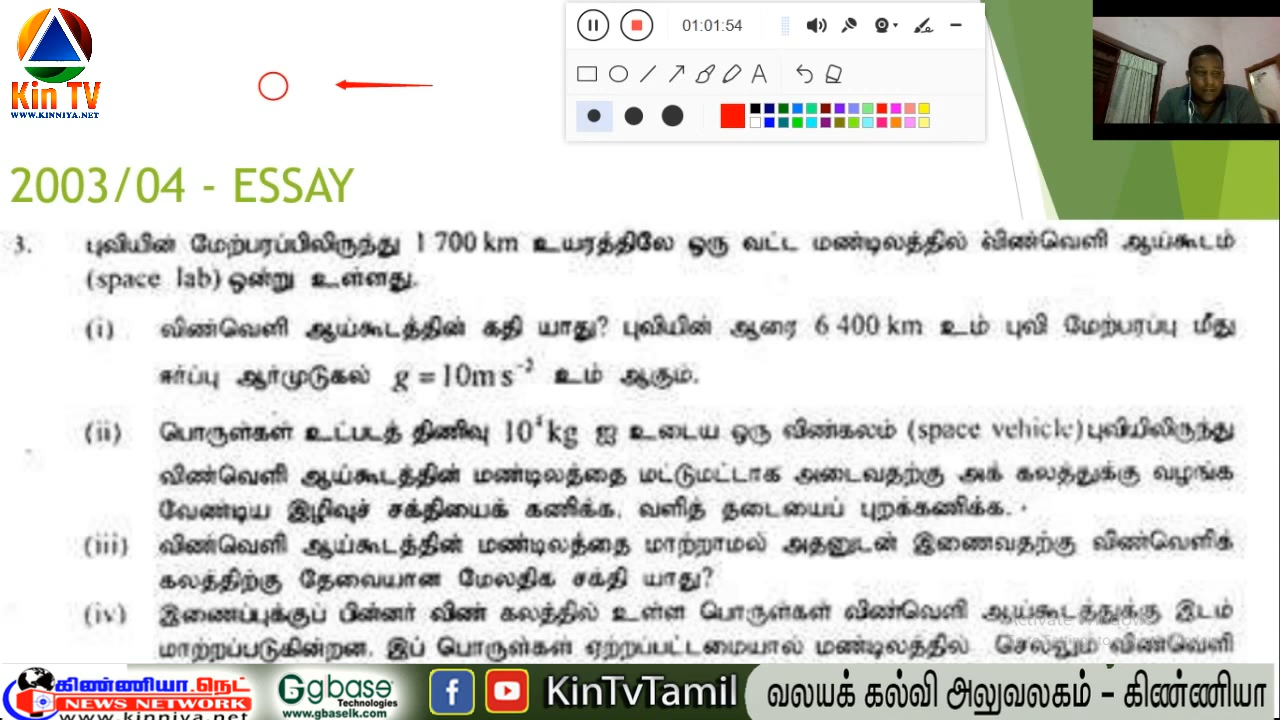 Kin TV
WWW.KINNIYA.NET
01:01:54
2003/04 - ESSAY
3. புவியின் மேற்பரப்பிலிருந்து 1 700 km உயரத்திலே ஒரு வட்ட மண்டிலத்தில் விண்வெளி ஆய்கூடம்
(space lab) ஒன்று உள்ளது.
(i) விண்வெளி ஆய்கூடத்தின் கதி யாது? புவியின் ஆரை 6 400 km உம் புவி மேற்பரப்பு மீது
ஈர்ப்பு ஆர்முடுகல் g = 10 m s⁻² உம் ஆகும்.
(ii) பொருள்கள் உட்படத் திணிவு 10⁴ kg ஐ உடைய ஒரு விண்கலம் (space vehicle) புவியிலிருந்து
விண்வெளி ஆய்கூடத்தின் மண்டிலத்தை மட்டுமட்டாக அடைவதற்கு அக் கலத்துக்கு வழங்க
வேண்டிய இழிவுச் சக்தியைக் கணிக்க. வளித் தடையைப் புறக்கணிக்க.
(iii) விண்வெளி ஆய்கூடத்தின் மண்டிலத்தை மாற்றாமல் அதனுடன் இணைவதற்கு விண்வெளிக்
கலத்திற்கு தேவையான மேலதிக சக்தி யாது?
(iv) இணைப்புக்குப் பின்னர் விண் கலத்தில் உள்ள பொருள்கள் விண்வெளி ஆய்கூடத்துக்கு இடம்
மாற்றப்படுகின்றன. இப் பொருள்கள் ஏற்றப்பட்டமையால் மண்டிலத்தில் செல்லும் விண்வெளி
Activate Windows
கிண்ணியா.நெட்
NEWS NETWORK
www.kinniya.net
Ggbase
Technologies
www.gbaselk.com
KinTvTamil
வலயக் கல்வி அலுவலகம் - கிண்ணியா